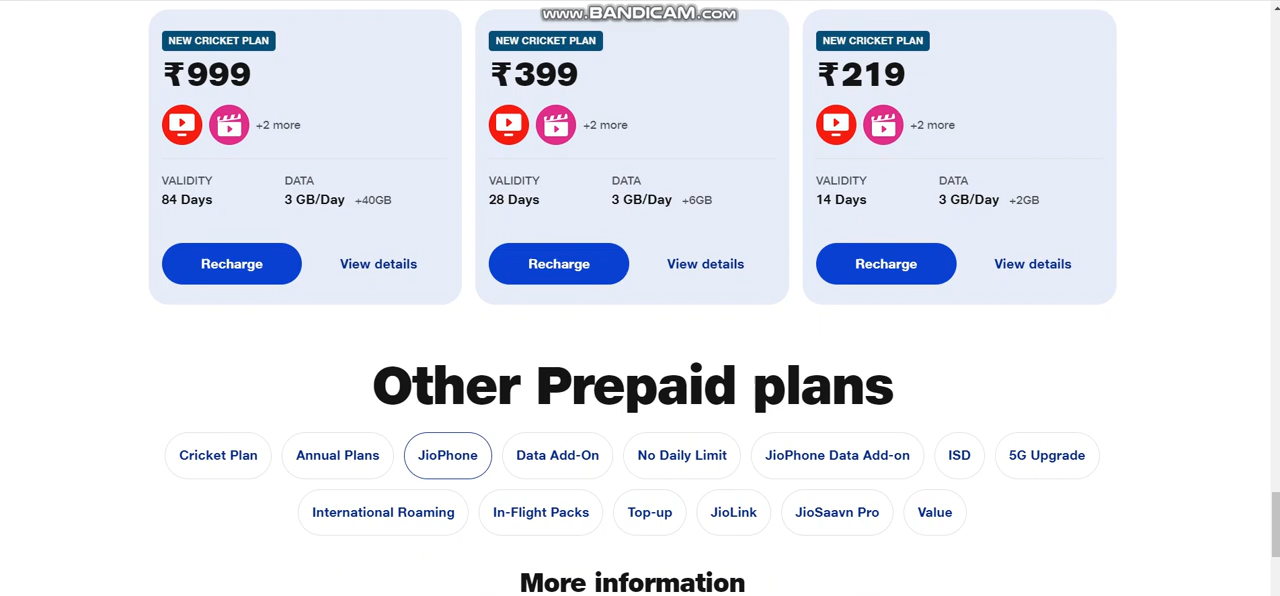 www.BANDICAM.com
NEW CRICKET PLAN
₹999
+2 more
VALIDITY DATA
84 Days 3 GB/Day +40GB
Recharge View details
NEW CRICKET PLAN
₹399
+2 more
VALIDITY DATA
28 Days 3 GB/Day +6GB
Recharge View details
NEW CRICKET PLAN
₹219
+2 more
VALIDITY DATA
14 Days 3 GB/Day +2GB
Recharge View details
Other Prepaid plans
Cricket Plan Annual Plans JioPhone Data Add-On No Daily Limit JioPhone Data Add-on ISD 5G Upgrade
International Roaming In-Flight Packs Top-up JioLink JioSaavn Pro Value
More information